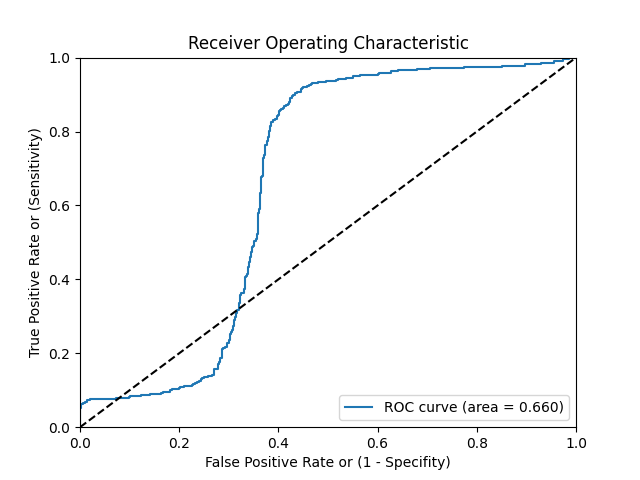 Receiver Operating Characteristic
True Positive Rate or (Sensitivity)
1.0
0.8
0.6
0.4
0.2
0.0
ROC curve (area = 0.660)
0.0 0.2 0.4 0.6 0.8 1.0
False Positive Rate or (1 - Specifity)